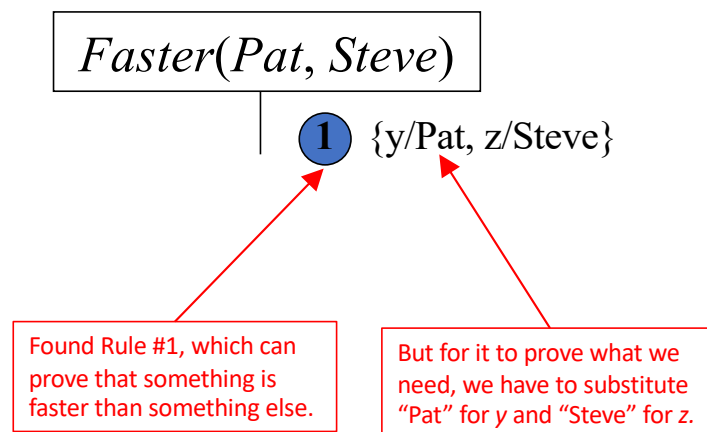 Faster(Pat, Steve)
1 {y/Pat, z/Steve}
Found Rule #1, which can
prove that something is
faster than something else.
But for it to prove what we
need, we have to substitute
“Pat” for y and “Steve” for z.